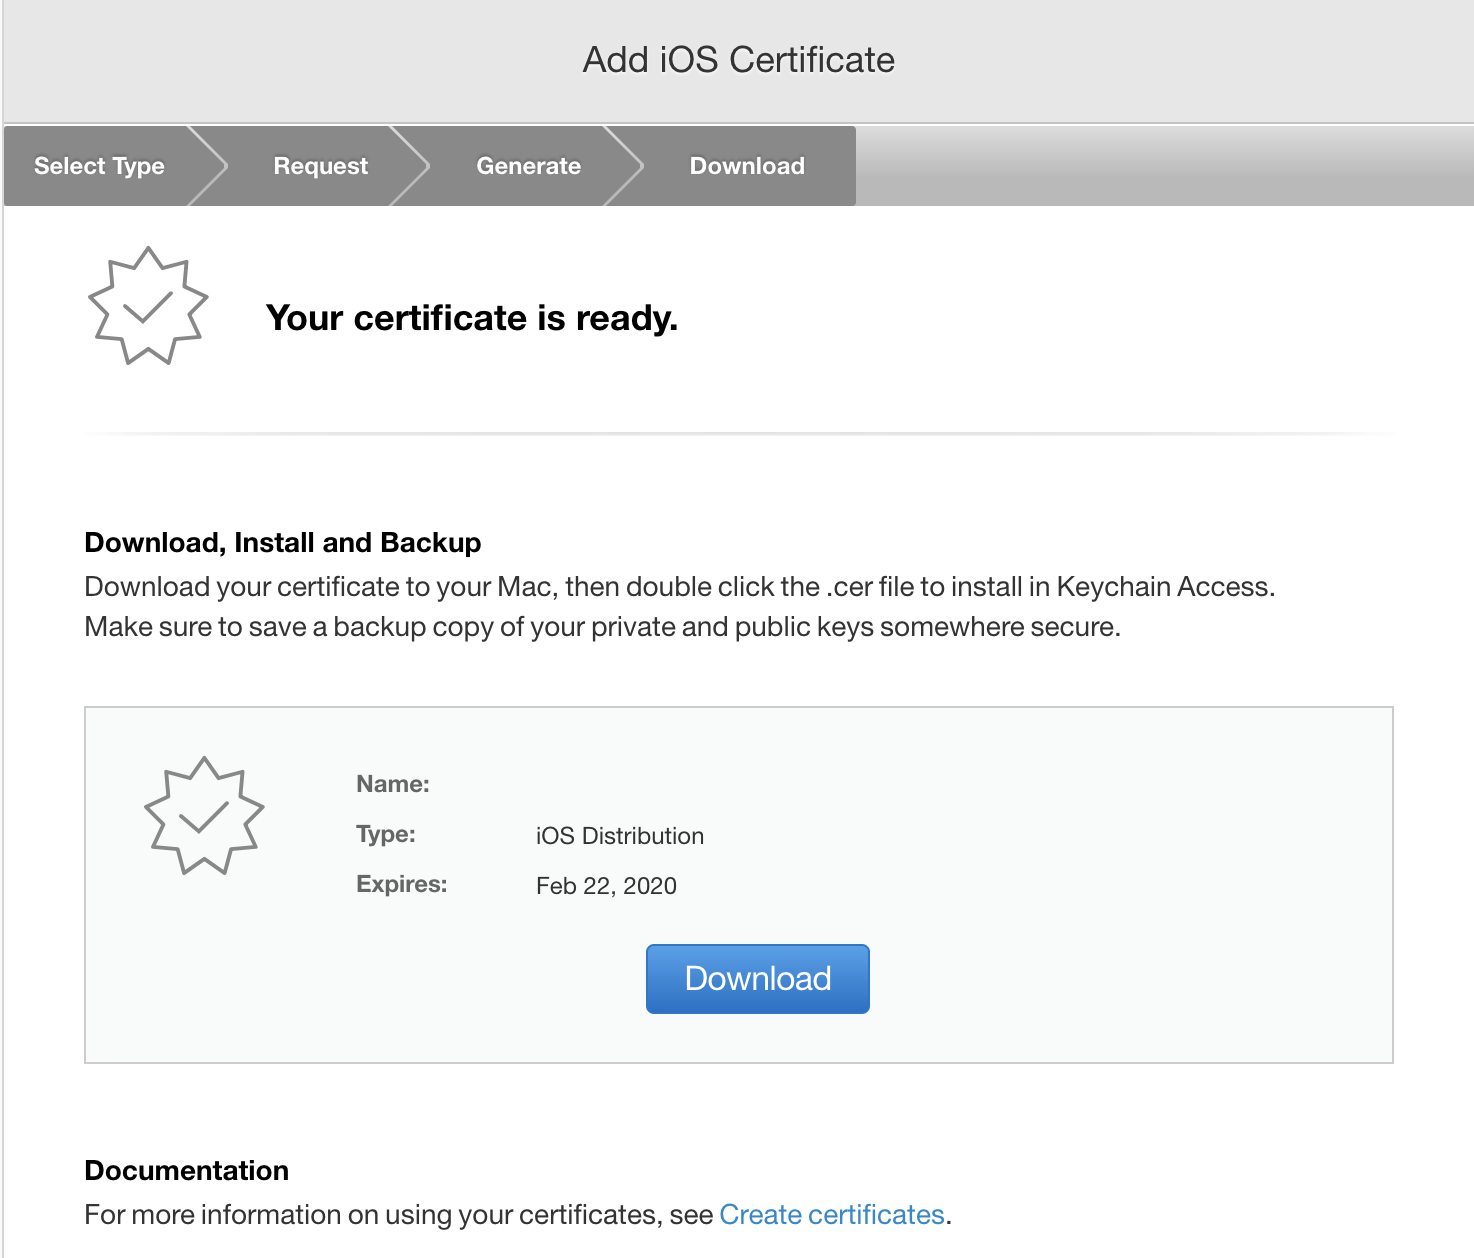 Add iOS Certificate
Select Type
Request
Generate
Download
Your certificate is ready.
Download, Install and Backup
Download your certificate to your Mac, then double click the .cer file to install in Keychain Access.
Make sure to save a backup copy of your private and public keys somewhere secure.
Name:
Type: iOS Distribution
Expires: Feb 22, 2020
Download
Documentation
For more information on using your certificates, see Create certificates.